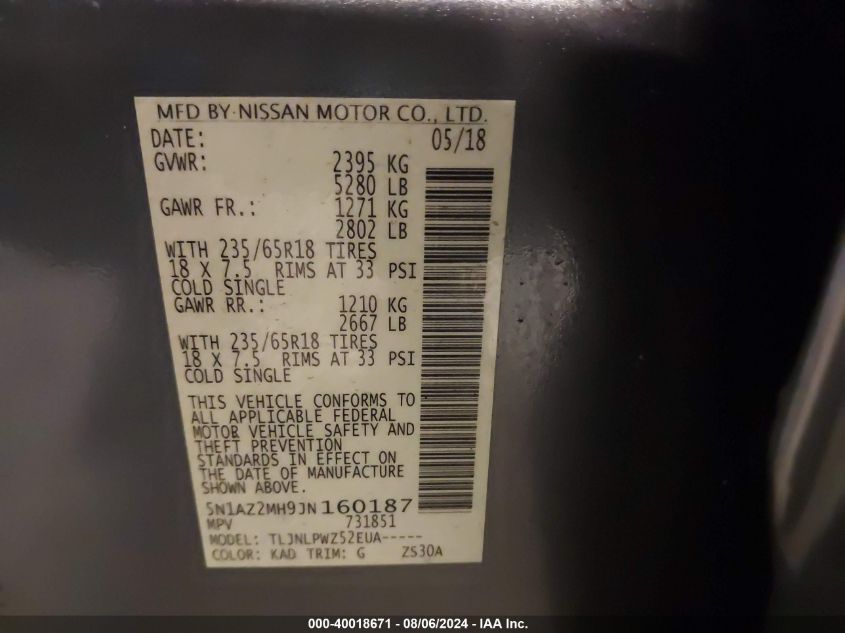 MFD BY NISSAN MOTOR CO., LTD.
DATE: 05/18
GVWR: 2395 KG
5280 LB
GAWR FR.: 1271 KG
2802 LB
WITH 235/65R18 TIRES
18 X 7.5 RIMS AT 33 PSI
COLD SINGLE
GAWR RR.: 1210 KG
2667 LB
WITH 235/65R18 TIRES
18 X 7.5 RIMS AT 33 PSI
COLD SINGLE
THIS VEHICLE CONFORMS TO
ALL APPLICABLE FEDERAL
MOTOR VEHICLE SAFETY AND
THEFT PREVENTION
STANDARDS IN EFFECT ON
THE DATE OF MANUFACTURE
SHOWN ABOVE.
5N1AZ2MH9JN160187
MPV 731851
MODEL: TLJNLPWZ52EUA-----
COLOR: KAD TRIM: G ZS30A
000-40018671 - 08/06/2024 - IAA Inc.